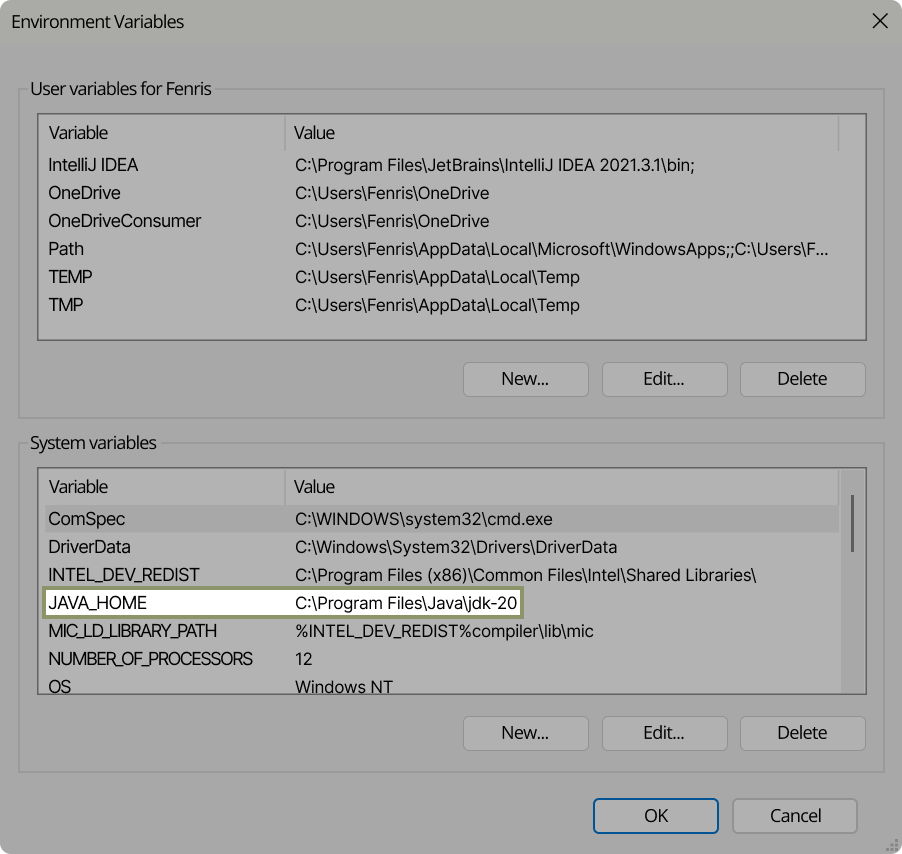 Environment Variables
User variables for Fenris
Variable Value
IntelliJ IDEA C:\Program Files\JetBrains\IntelliJ IDEA 2021.3.1\bin;
OneDrive C:\Users\Fenris\OneDrive
OneDriveConsumer C:\Users\Fenris\OneDrive
Path C:\Users\Fenris\AppData\Local\Microsoft\WindowsApps;;C:\Users\F...
TEMP C:\Users\Fenris\AppData\Local\Temp
TMP C:\Users\Fenris\AppData\Local\Temp
New... Edit... Delete
System variables
Variable Value
ComSpec C:\WINDOWS\system32\cmd.exe
DriverData C:\Windows\System32\Drivers\DriverData
INTEL_DEV_REDIST C:\Program Files (x86)\Common Files\Intel\Shared Libraries\
JAVA_HOME C:\Program Files\Java\jdk-20
MIC_LD_LIBRARY_PATH %INTEL_DEV_REDIST%compiler\lib\mic
NUMBER_OF_PROCESSORS 12
OS Windows NT
New... Edit... Delete
OK Cancel